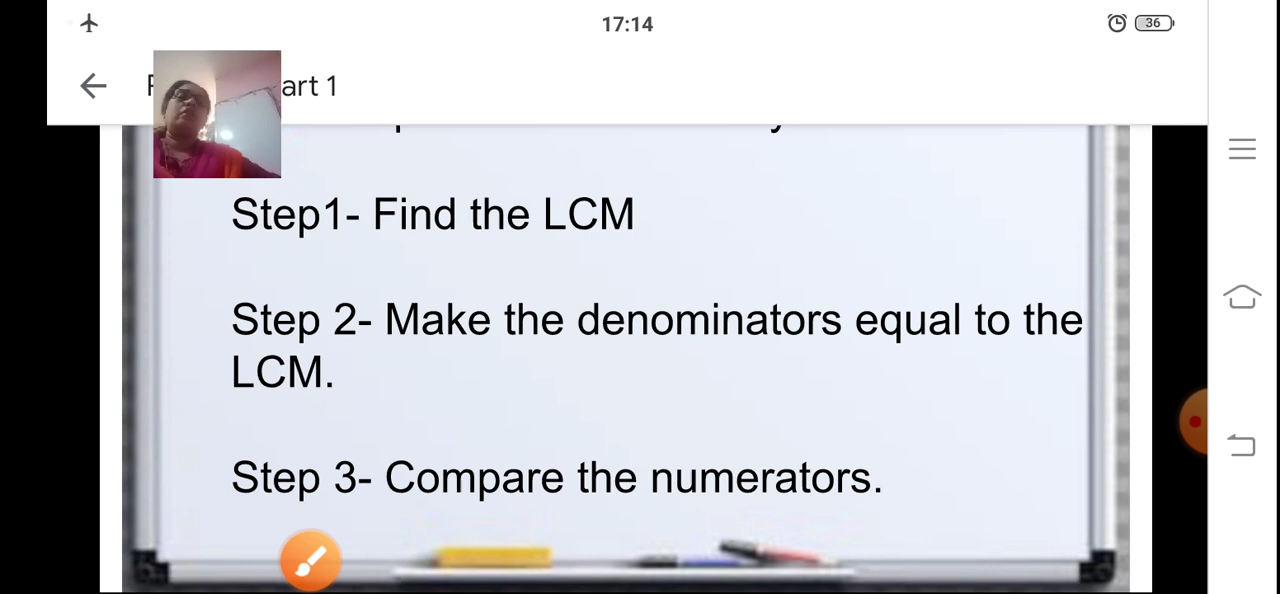 17:14
36
art 1
Step1- Find the LCM
Step 2- Make the denominators equal to the
LCM.
Step 3- Compare the numerators.